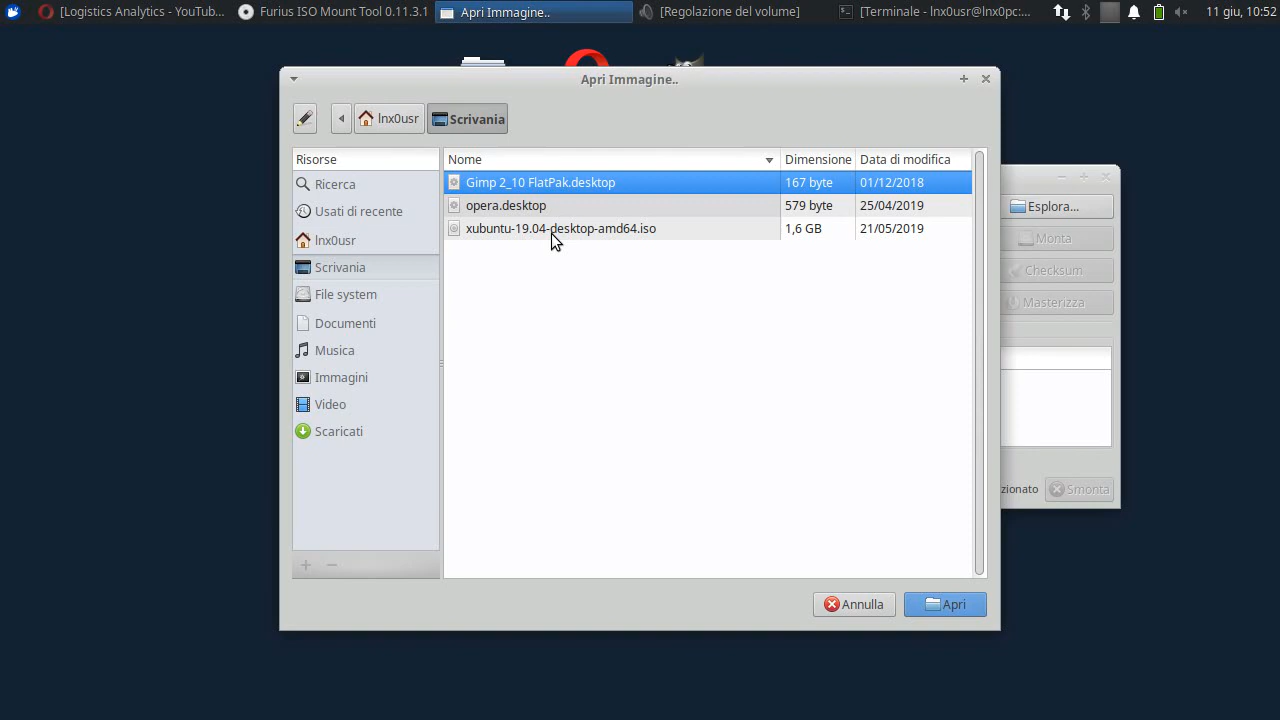 [Logistics Analytics - YouTub...
Furius ISO Mount Tool 0.11.3.1
Apri Immagine..
[Regolazione del volume]
[Terminale - lnx0usr@lnx0pc:...
11 giu, 10:52
Apri Immagine..
lnx0usr
Scrivania
Risorse
Ricerca
Usati di recente
lnx0usr
Scrivania
File system
Documenti
Musica
Immagini
Video
Scaricati
Nome Dimensione Data di modifica
Gimp 2_10 FlatPak.desktop 167 byte 01/12/2018
opera.desktop 579 byte 25/04/2019
xubuntu-19.04-desktop-amd64.iso 1,6 GB 21/05/2019
Annulla
Apri
Esplora...
Monta
Checksum
Masterizza
zionato
Smonta